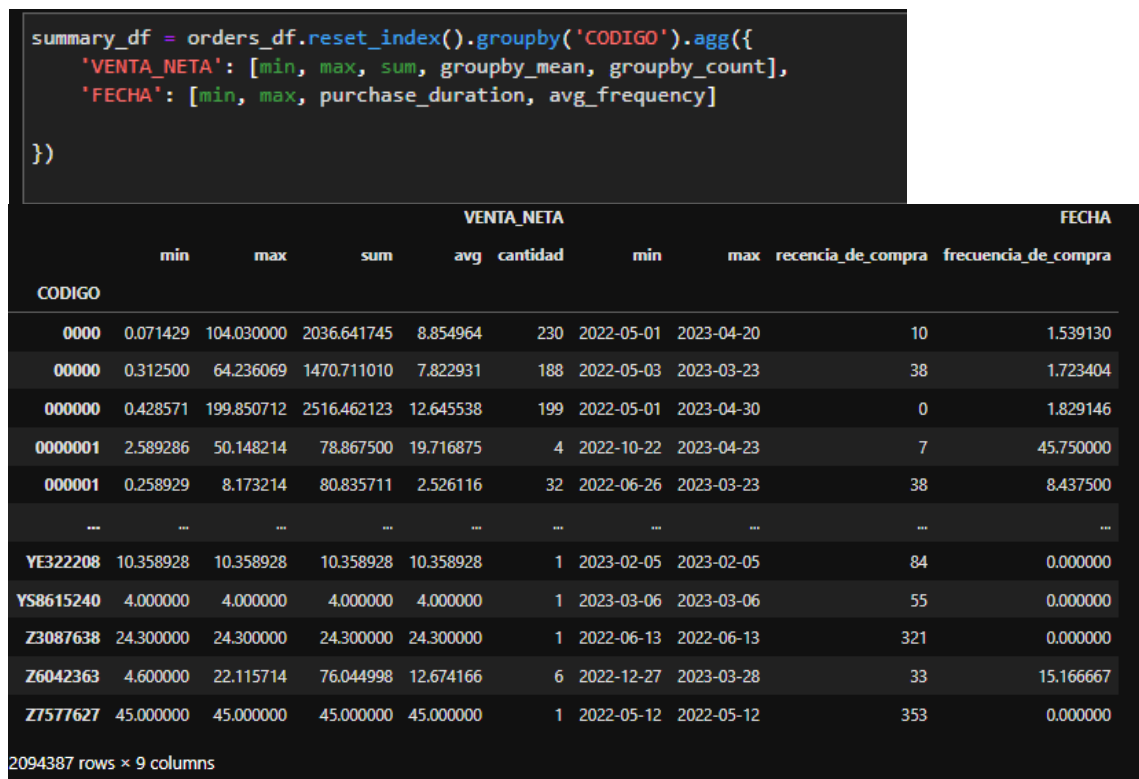 summary_df = orders_df.reset_index().groupby('CODIGO').agg({
    'VENTA_NETA': [min, max, sum, groupby_mean, groupby_count],
    'FECHA': [min, max, purchase_duration, avg_frequency]
})
VENTA_NETA FECHA
min max sum avg cantidad min max recencia_de_compra frecuencia_de_compra
CODIGO
0000 0.071429 104.030000 2036.641745 8.854964 230 2022-05-01 2023-04-20 10 1.539130
00000 0.312500 64.236069 1470.711010 7.822931 188 2022-05-03 2023-03-23 38 1.723404
000000 0.428571 199.850712 2516.462123 12.645538 199 2022-05-01 2023-04-30 0 1.829146
0000001 2.589286 50.148214 78.867500 19.716875 4 2022-10-22 2023-04-23 7 45.750000
000001 0.258929 8.173214 80.835711 2.526116 32 2022-06-26 2023-03-23 38 8.437500
... ... ... ... ... ... ... ... ... ...
YE322208 10.358928 10.358928 10.358928 10.358928 1 2023-02-05 2023-02-05 84 0.000000
YS8615240 4.000000 4.000000 4.000000 4.000000 1 2023-03-06 2023-03-06 55 0.000000
Z3087638 24.300000 24.300000 24.300000 24.300000 1 2022-06-13 2022-06-13 321 0.000000
Z6042363 4.600000 22.115714 76.044998 12.674166 6 2022-12-27 2023-03-28 33 15.166667
Z7577627 45.000000 45.000000 45.000000 45.000000 1 2022-05-12 2022-05-12 353 0.000000
2094387 rows × 9 columns